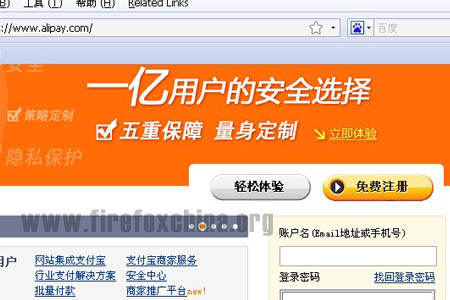 工具(T) 帮助(H) Related Links
://www.alipay.com/ 百度
安全
一亿用户的安全选择
策略定制
五重保障 量身定制 立即体验
隐私保护
轻松体验 免费注册
www.firefoxchina.org
账户名(Email地址或手机号)
用户 网站集成支付宝 支付宝商家服务
行业支付解决方案 安全中心 登录密码 找回登录密码
批量付款 商家推广平台new!